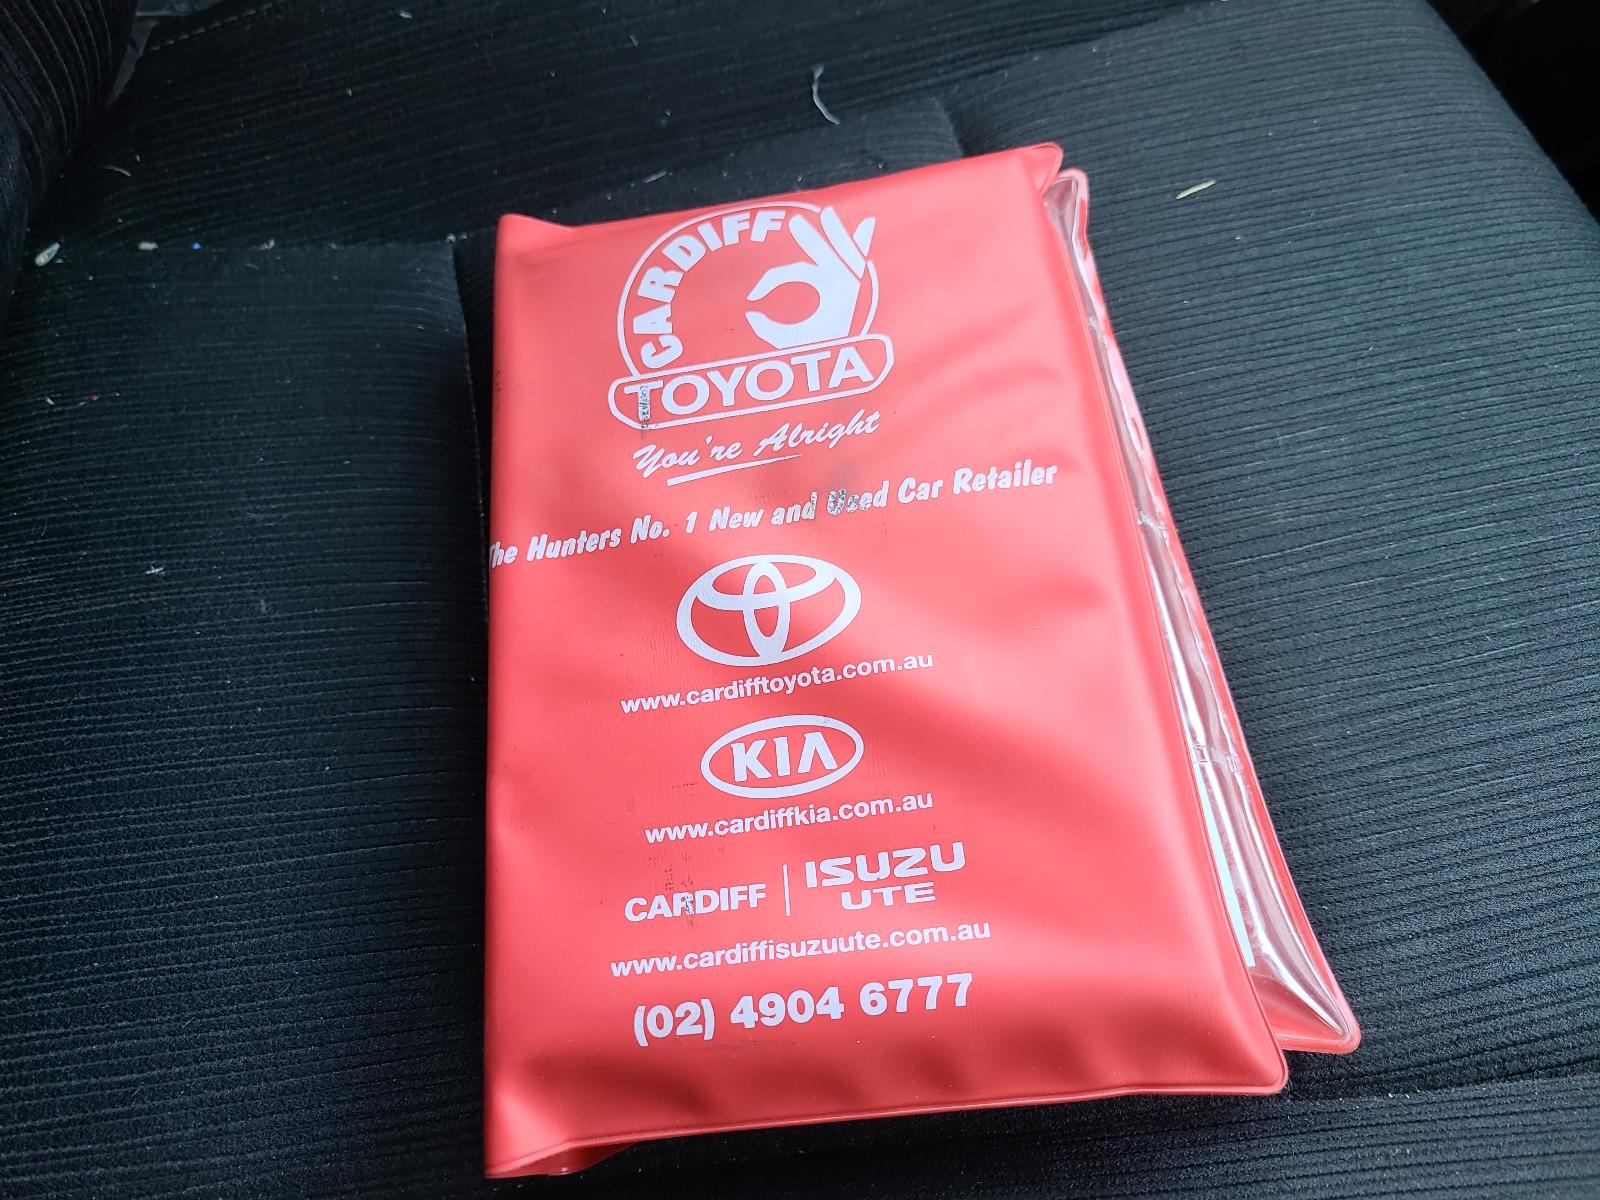 CARDIFF
TOYOTA
You're Alright
The Hunters No. 1 New and Used Car Retailer
www.cardifftoyota.com.au
KIA
www.cardiffkia.com.au
CARDIFF | ISUZU
UTE
www.cardiffisuzuute.com.au
(02) 4904 6777